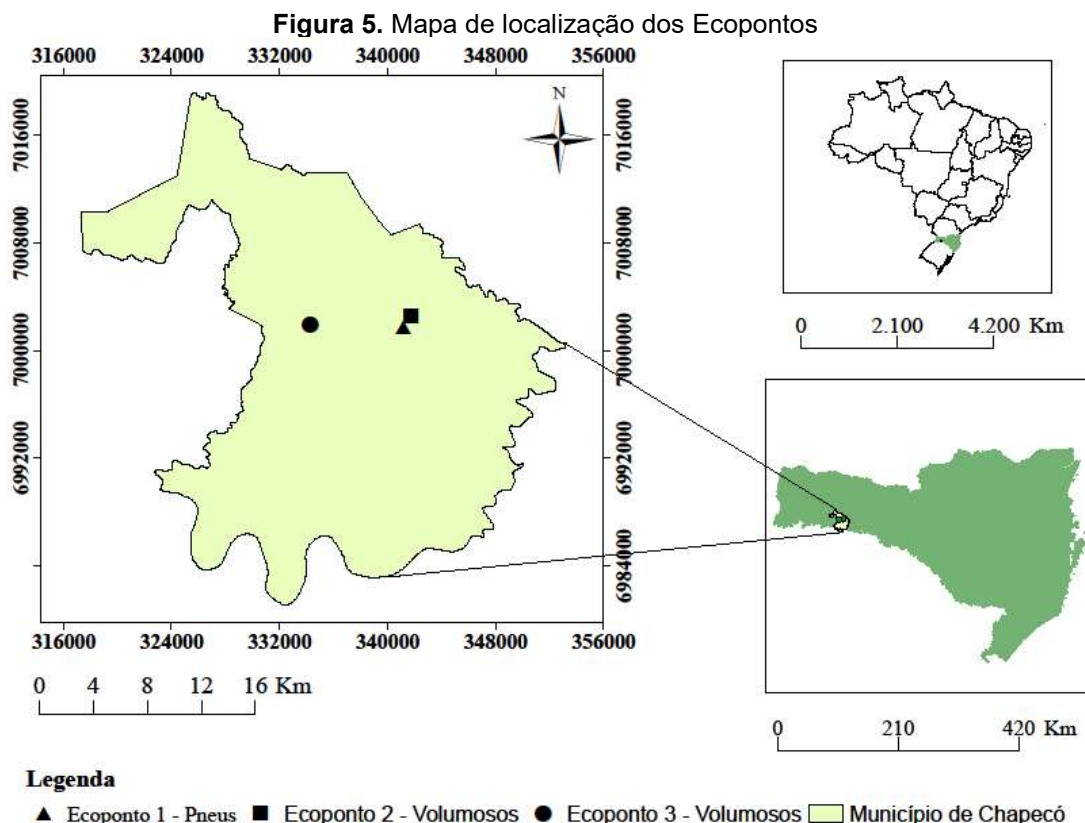 Figura 5. Mapa de localização dos Ecopontos
316000 324000 332000 340000 348000 356000
N
7016000
7008000
7000000
6992000
6984000
7016000
7008000
7000000
6992000
6984000
316000 324000 332000 340000 348000 356000
0 4 8 12 16 Km
0 2.100 4.200 Km
0 210 420 Km
Legenda
Ecoponto 1 - Pneus Ecoponto 2 - Volumosos Ecoponto 3 - Volumosos Município de Chapecó